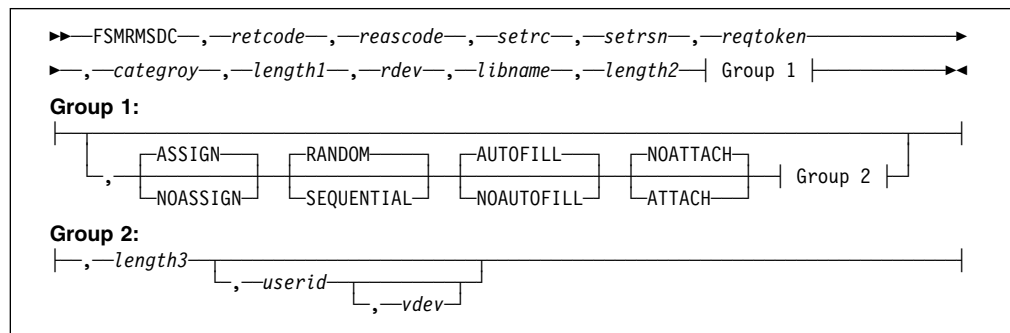 FSMRMSDC , retcode , reascode , setrc , setrsn , reqtoken
, categroy , length1 , rdev , libname , length2 Group 1
Group 1:
ASSIGN RANDOM AUTOFILL NOATTACH
, NOASSIGN SEQUENTIAL NOAUTOFILL ATTACH Group 2
Group 2:
, length3
, userid
, vdev